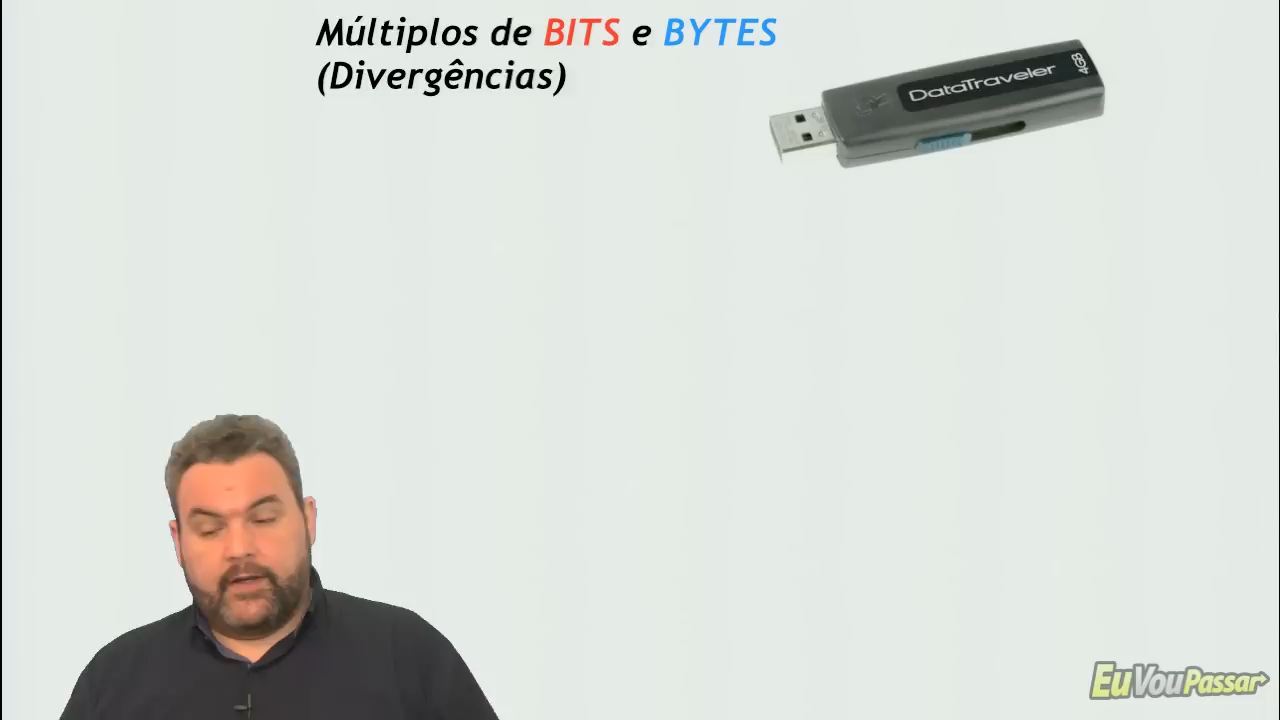 Múltiplos de BITS e BYTES
(Divergências)
DataTraveler
4GB
EuVouPassar